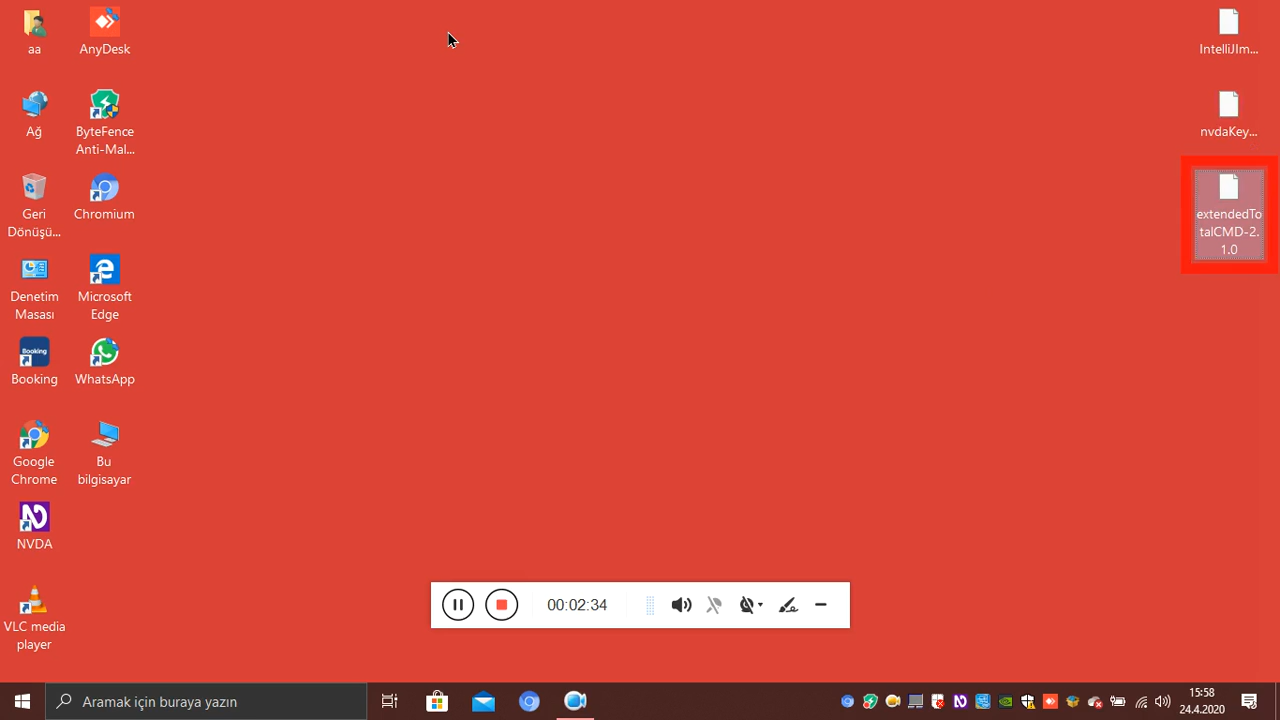 aa
AnyDesk
Ağ
ByteFence
Anti-Mal...
Geri
Dönüşü...
Chromium
Denetim
Masası
Microsoft
Edge
Booking
Booking
WhatsApp
Google
Chrome
Bu
bilgisayar
NVDA
VLC media
player
IntelliJIm...
nvdaKey...
extendedTo
talCMD-2.
1.0
00:02:34
Aramak için buraya yazın
15:58
24.4.2020